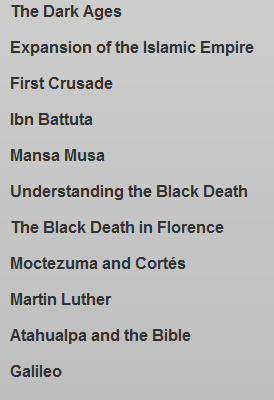 The Dark Ages
Expansion of the Islamic Empire
First Crusade
Ibn Battuta
Mansa Musa
Understanding the Black Death
The Black Death in Florence
Moctezuma and Cortés
Martin Luther
Atahualpa and the Bible
Galileo